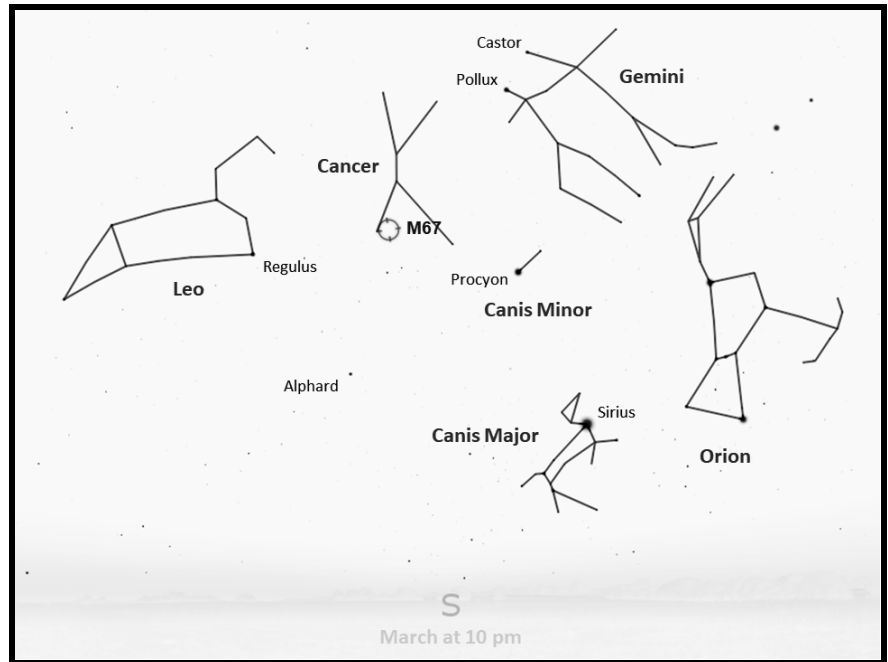 Castor
Pollux
Gemini
Cancer
M67
Regulus
Leo
Procyon
Canis Minor
Alphard
Sirius
Canis Major
Orion
S
March at 10 pm